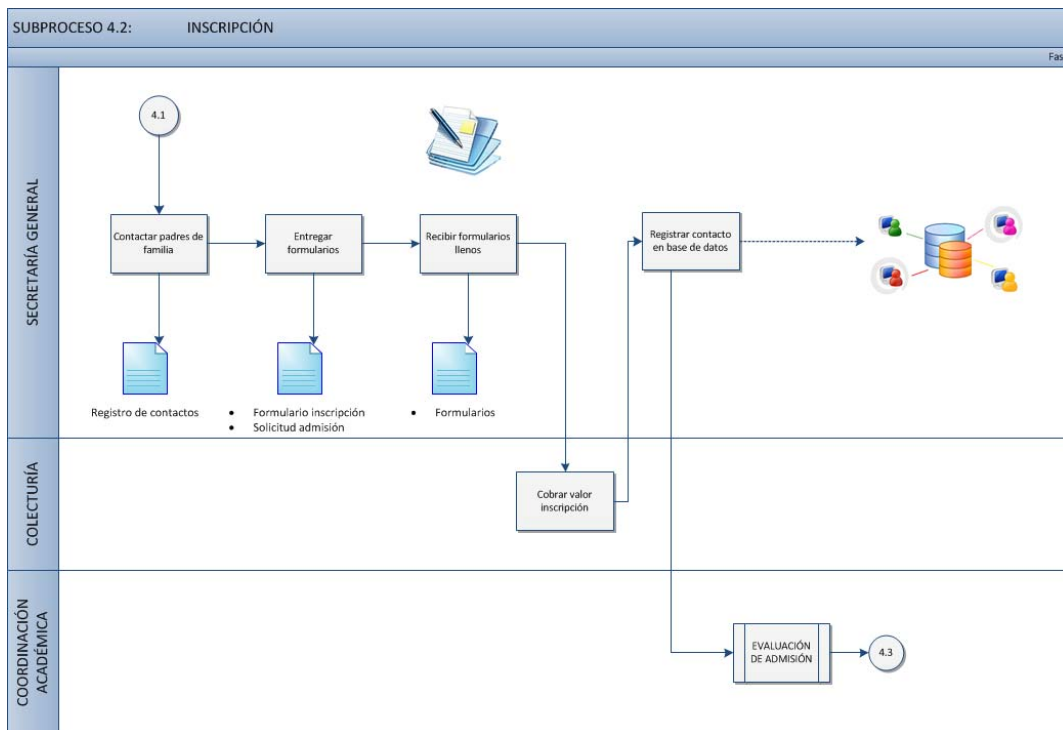 SUBPROCESO 4.2: INSCRIPCIÓN
Fas
SECRETARÍA GENERAL
4.1
Contactar padres de
familia
Entregar
formularios
Recibir formularios
llenos
Registrar contacto
en base de datos
Registro de contactos
• Formulario inscripción
• Solicitud admisión
• Formularios
COLECTURÍA
Cobrar valor
inscripción
COORDINACIÓN
ACADÉMICA
EVALUACIÓN
DE ADMISIÓN
4.3